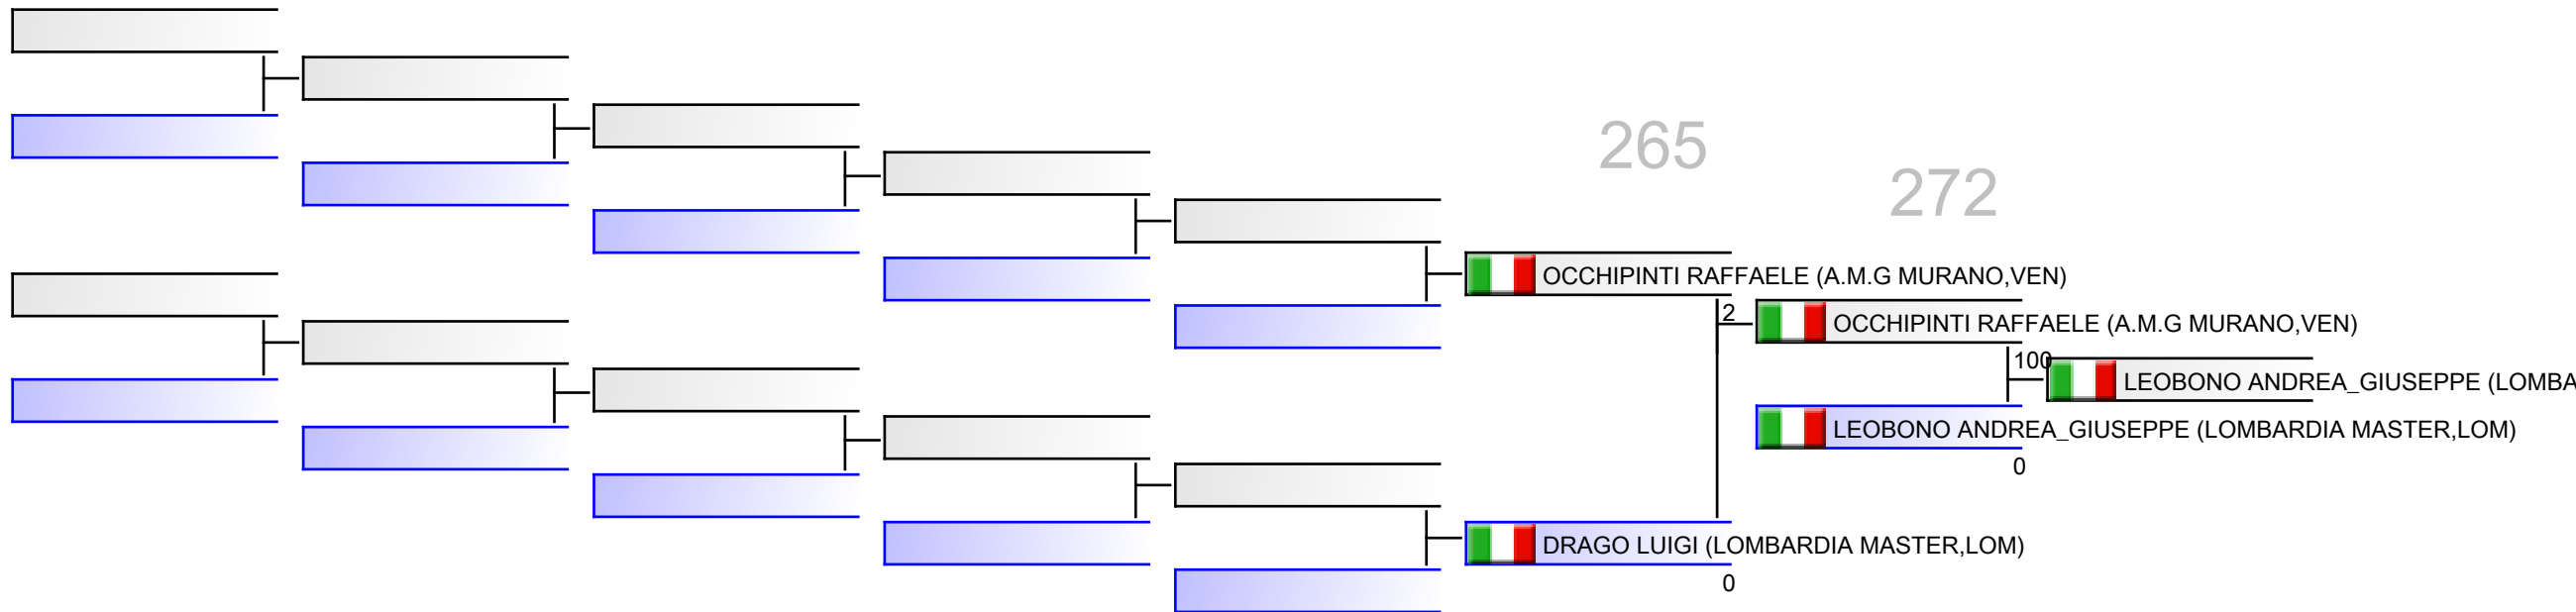 265
272
OCCHIPINTI RAFFAELE (A.M.G MURANO,VEN)
2
OCCHIPINTI RAFFAELE (A.M.G MURANO,VEN)
100
LEOBONO ANDREA_GIUSEPPE (LOMBA
LEOBONO ANDREA_GIUSEPPE (LOMBARDIA MASTER,LOM)
0
DRAGO LUIGI (LOMBARDIA MASTER,LOM)
0